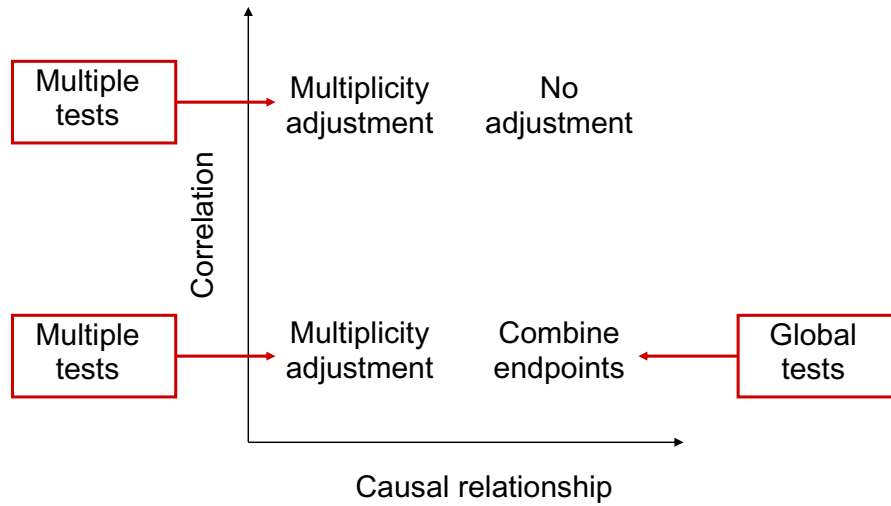 Multiple
tests
Multiplicity
adjustment
No
adjustment
Correlation
Multiple
tests
Multiplicity
adjustment
Combine
endpoints
Global
tests
Causal relationship